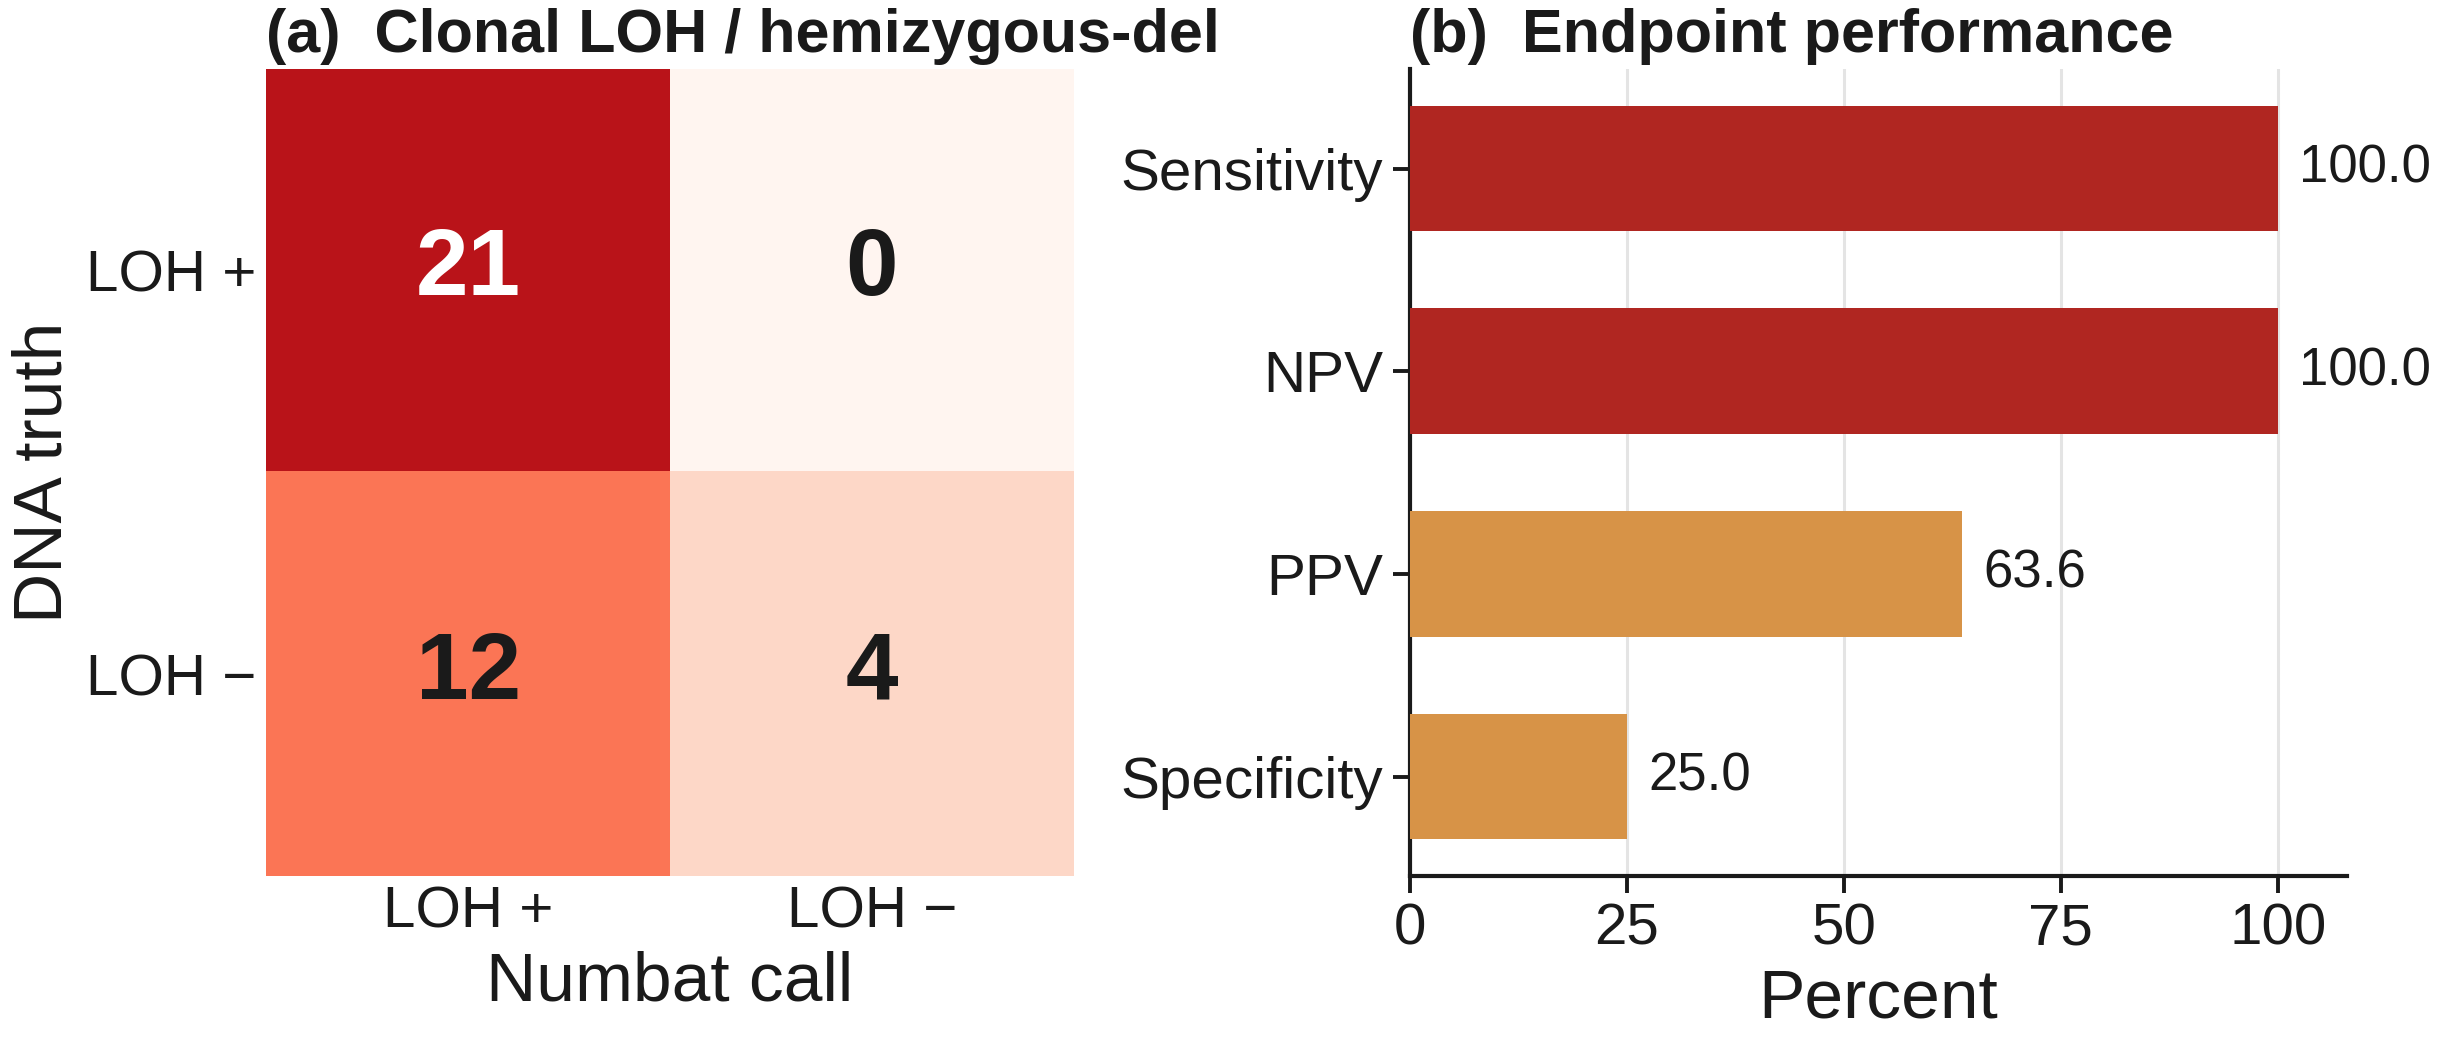 (a) Clonal LOH / hemizygous-del
DNA truth
LOH +
21
0
LOH −
12
4
LOH +
LOH −
Numbat call
(b) Endpoint performance
Sensitivity
100.0
NPV
100.0
PPV
63.6
Specificity
25.0
0
25
50
75
100
Percent